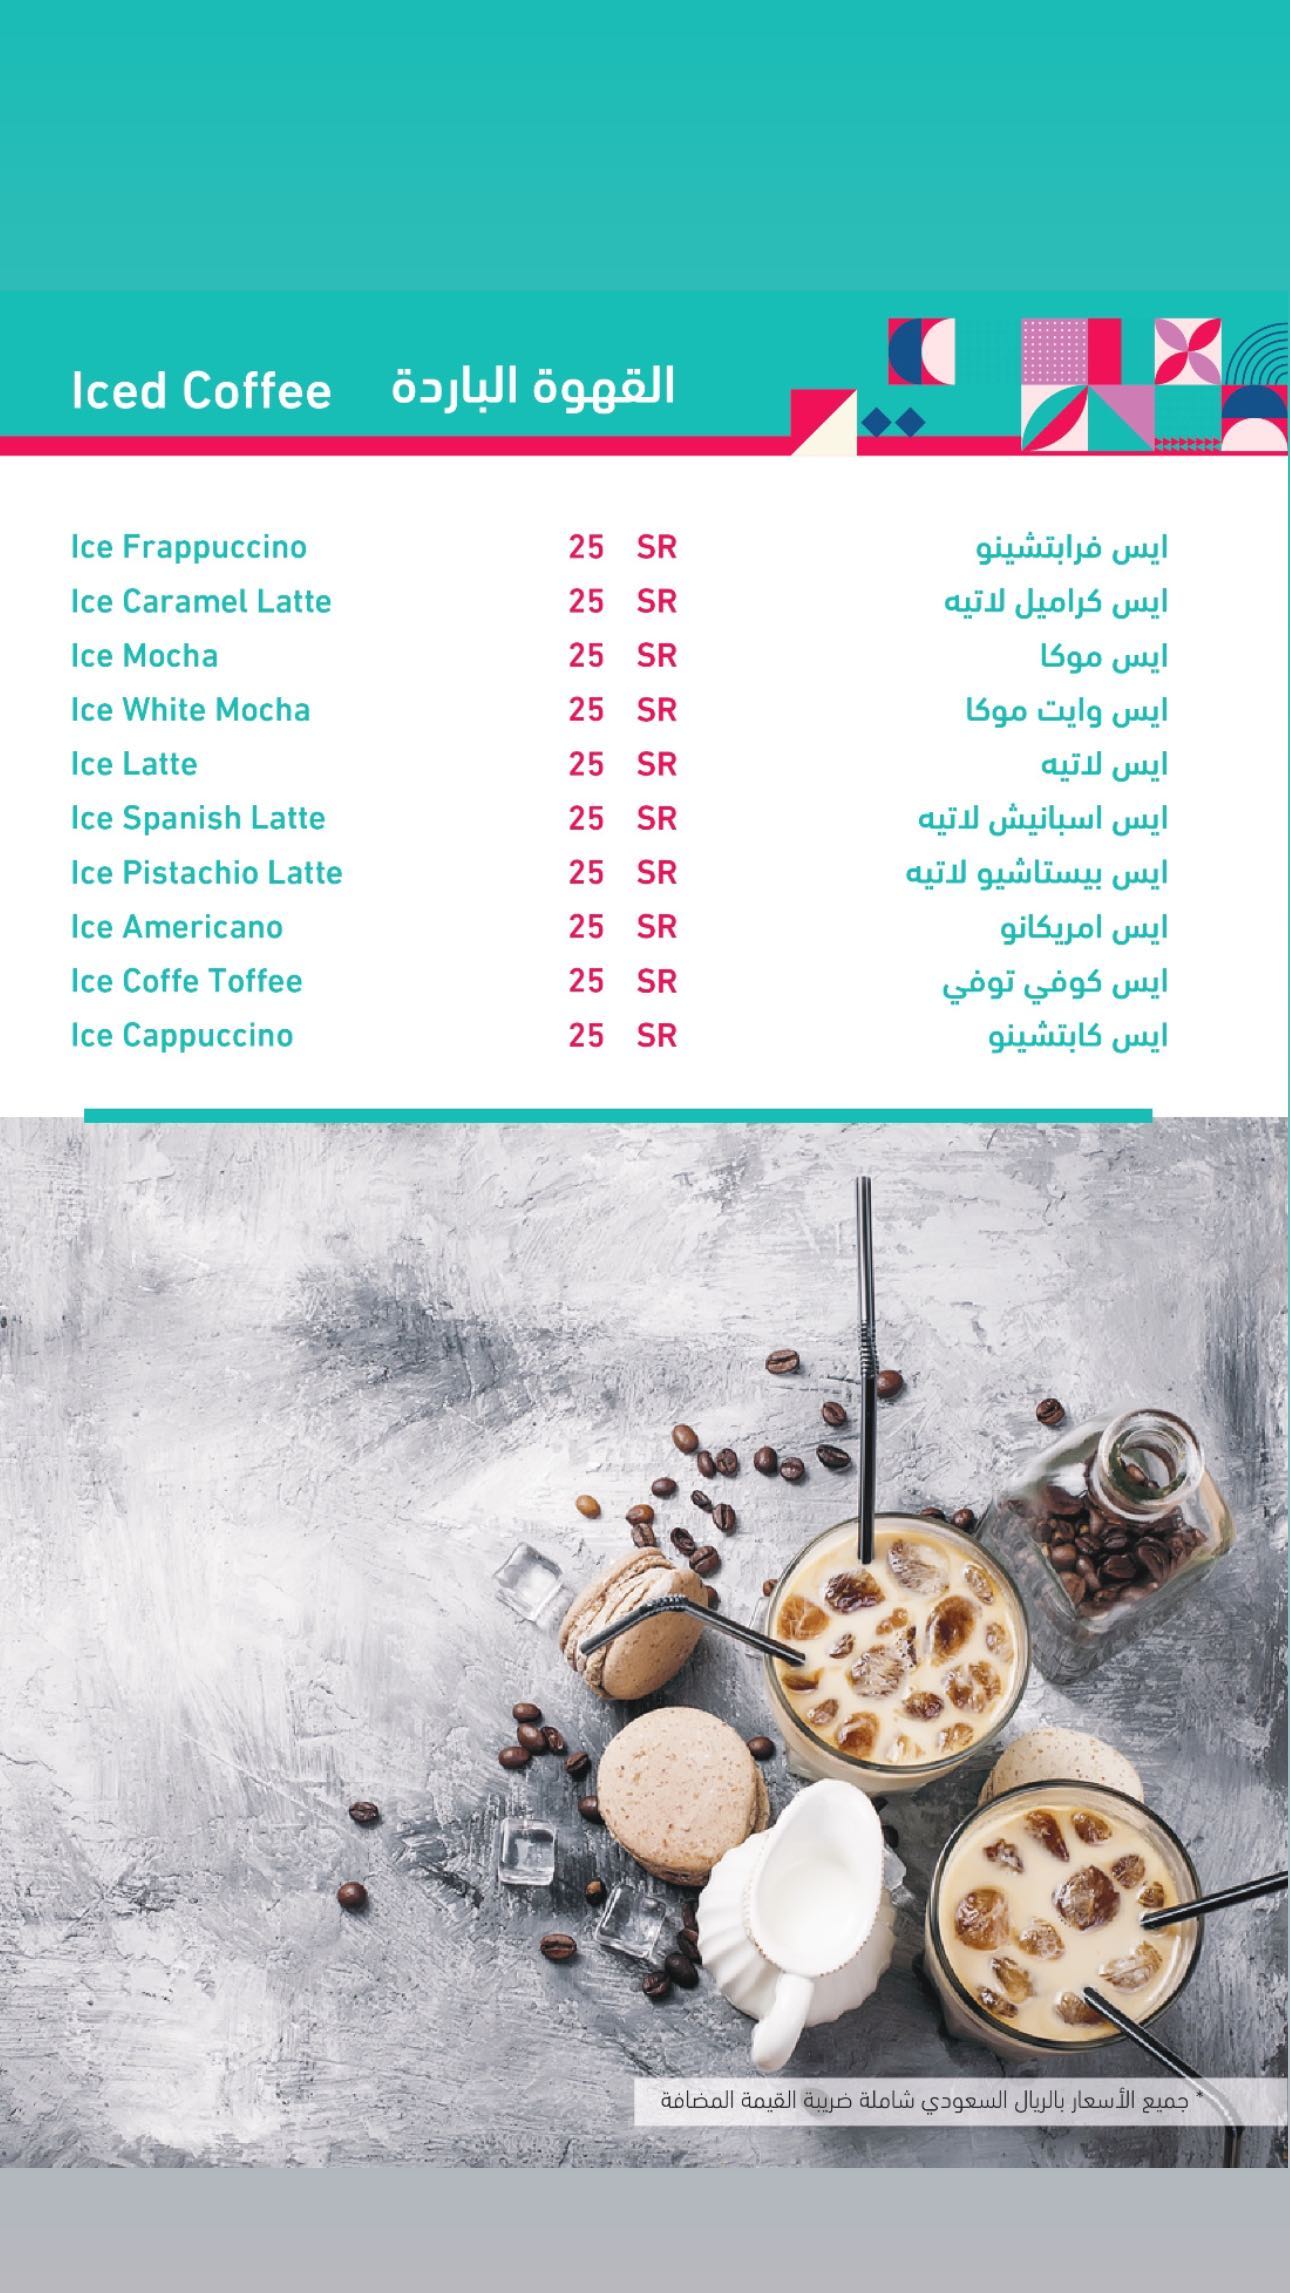 Iced Coffee القهوة الباردة
Ice Frappuccino 25 SR ايس فرابتشينو
Ice Caramel Latte 25 SR ايس كراميل لاتيه
Ice Mocha 25 SR ايس موكا
Ice White Mocha 25 SR ايس وايت موكا
Ice Latte 25 SR ايس لاتيه
Ice Spanish Latte 25 SR ايس اسبانيش لاتيه
Ice Pistachio Latte 25 SR ايس بيستاشيو لاتيه
Ice Americano 25 SR ايس امريكانو
Ice Coffe Toffee 25 SR ايس كوفي توفي
Ice Cappuccino 25 SR ايس كابتشينو
* جميع الأسعار بالريال السعودي شاملة ضريبة القيمة المضافة